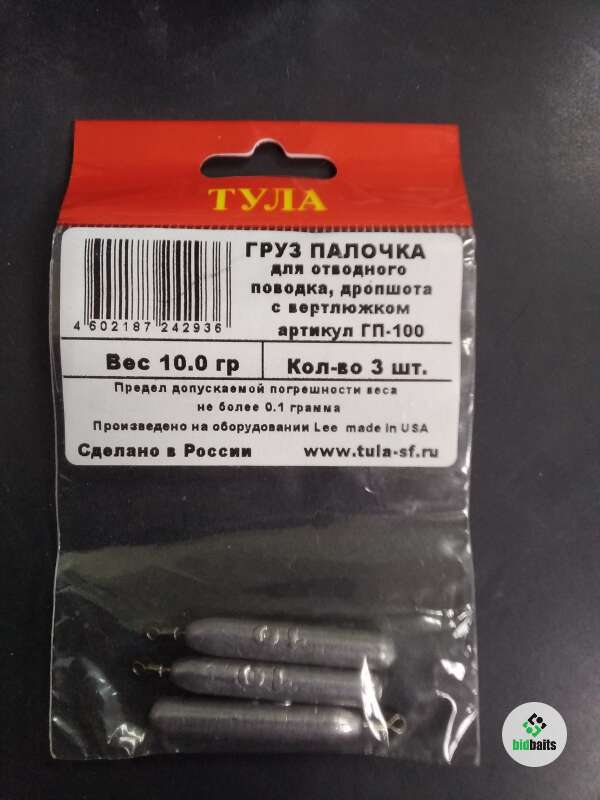 ТУЛА
ГРУЗ ПАЛОЧКА
для отводного
поводка, дропшота
с вертлюжком
артикул ГП-100
4 602187 242936
Вес 10.0 гр
Кол-во 3 шт.
Предел допускаемой погрешности веса
не более 0.1 грамма
Произведено на оборудовании Lee made in USA
Сделано в России
www.tula-sf.ru
bidbaits